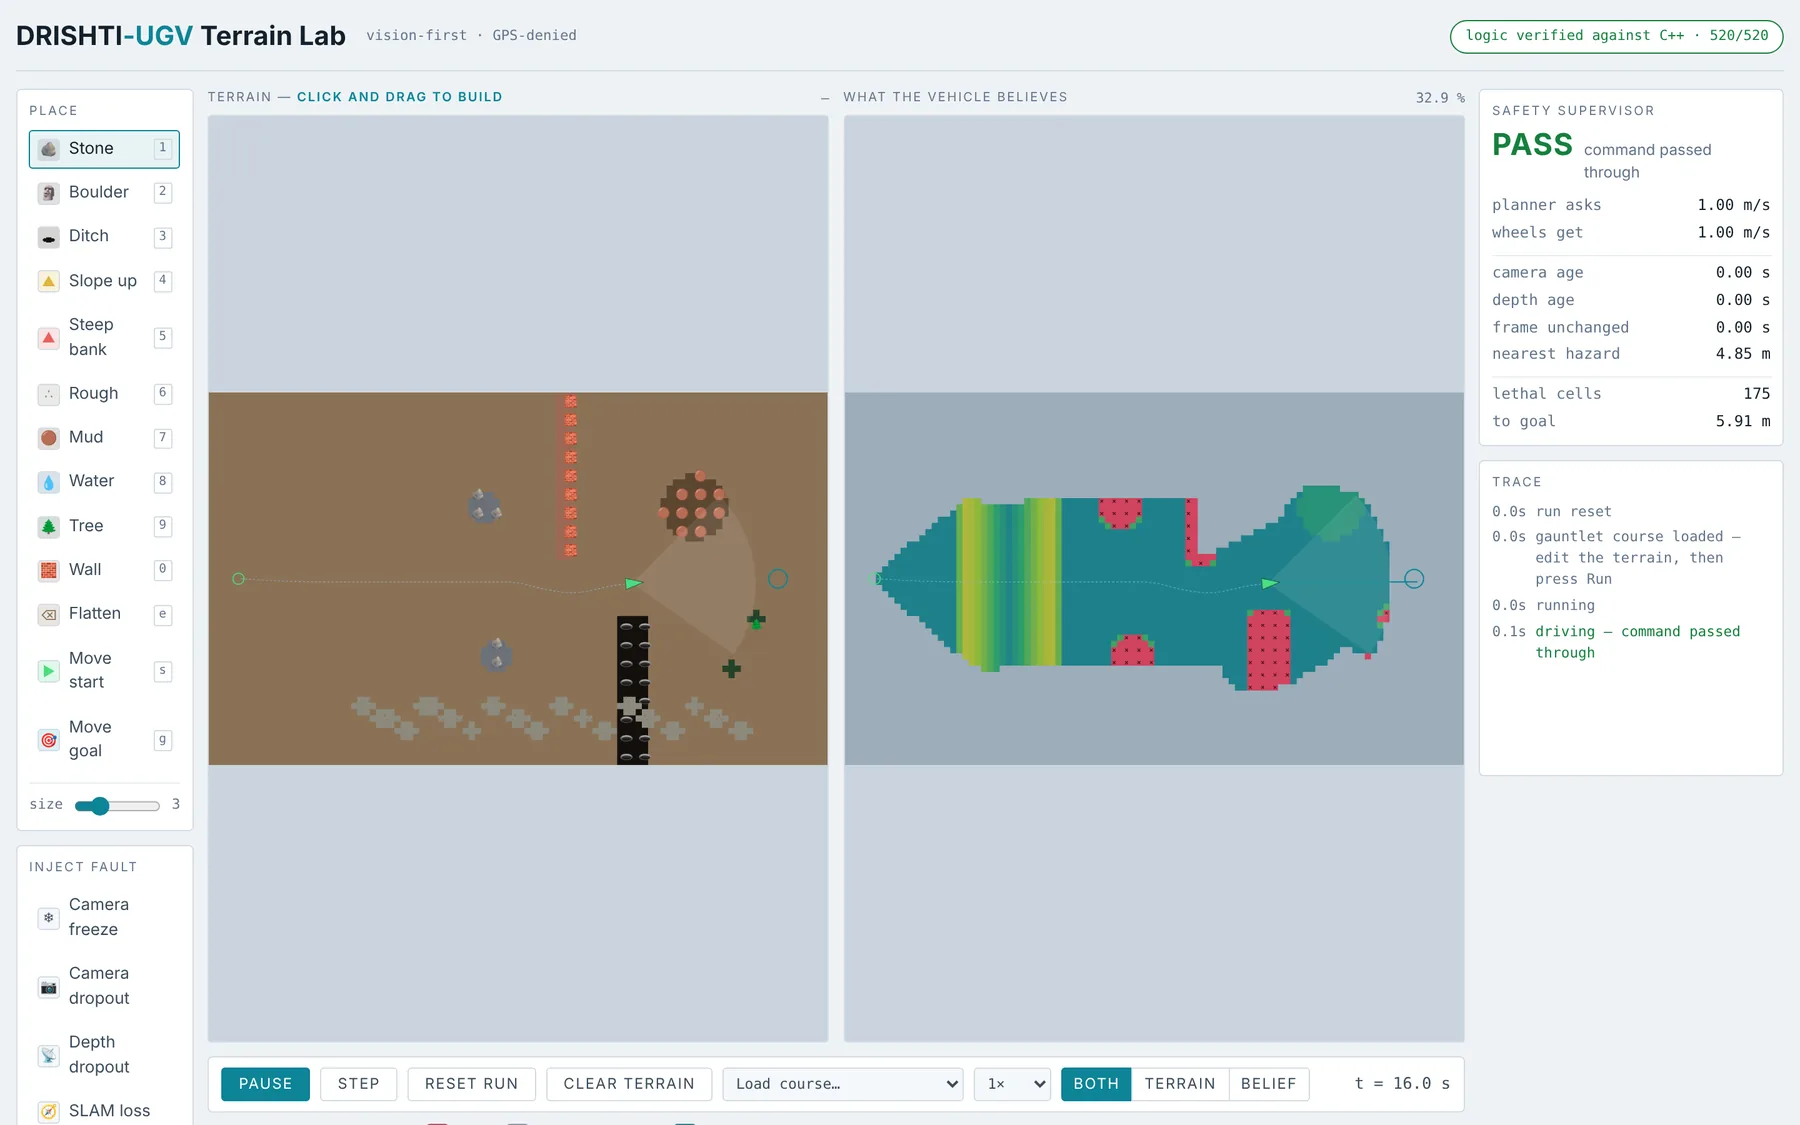 DRISHTI-UGV Terrain Lab
vision-first · GPS-denied
logic verified against C++ · 520/520
PLACE
Stone 1
Boulder 2
Ditch 3
Slope up 4
Steep
bank 5
Rough 6
Mud 7
Water 8
Tree 9
Wall 0
Flatten e
Move
start s
Move
goal g
size 3
INJECT FAULT
Camera
freeze
Camera
dropout
Depth
dropout
SLAM loss
TERRAIN — CLICK AND DRAG TO BUILD —
WHAT THE VEHICLE BELIEVES 32.9 %
PAUSE STEP RESET RUN CLEAR TERRAIN Load course… 1× BOTH TERRAIN BELIEF t = 16.0 s
SAFETY SUPERVISOR
PASS command passed
through
planner asks 1.00 m/s
wheels get 1.00 m/s
camera age 0.00 s
depth age 0.00 s
frame unchanged 0.00 s
nearest hazard 4.85 m
lethal cells 175
to goal 5.91 m
TRACE
0.0s run reset
0.0s gauntlet course loaded —
edit the terrain, then
press Run
0.0s running
0.1s driving — command passed
through